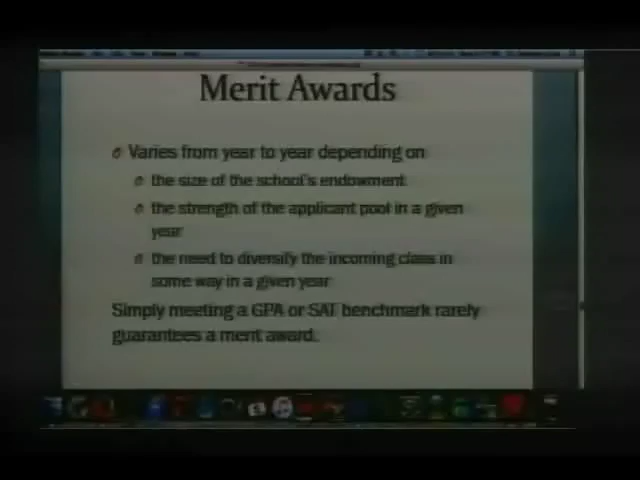 Merit Awards
Varies from year to year depending on
the size of the school's endowment
the strength of the applicant pool in a given
year
the need to diversify the incoming class in
some way in a given year
Simply meeting a GPA or SAT benchmark rarely
guarantees a merit award.